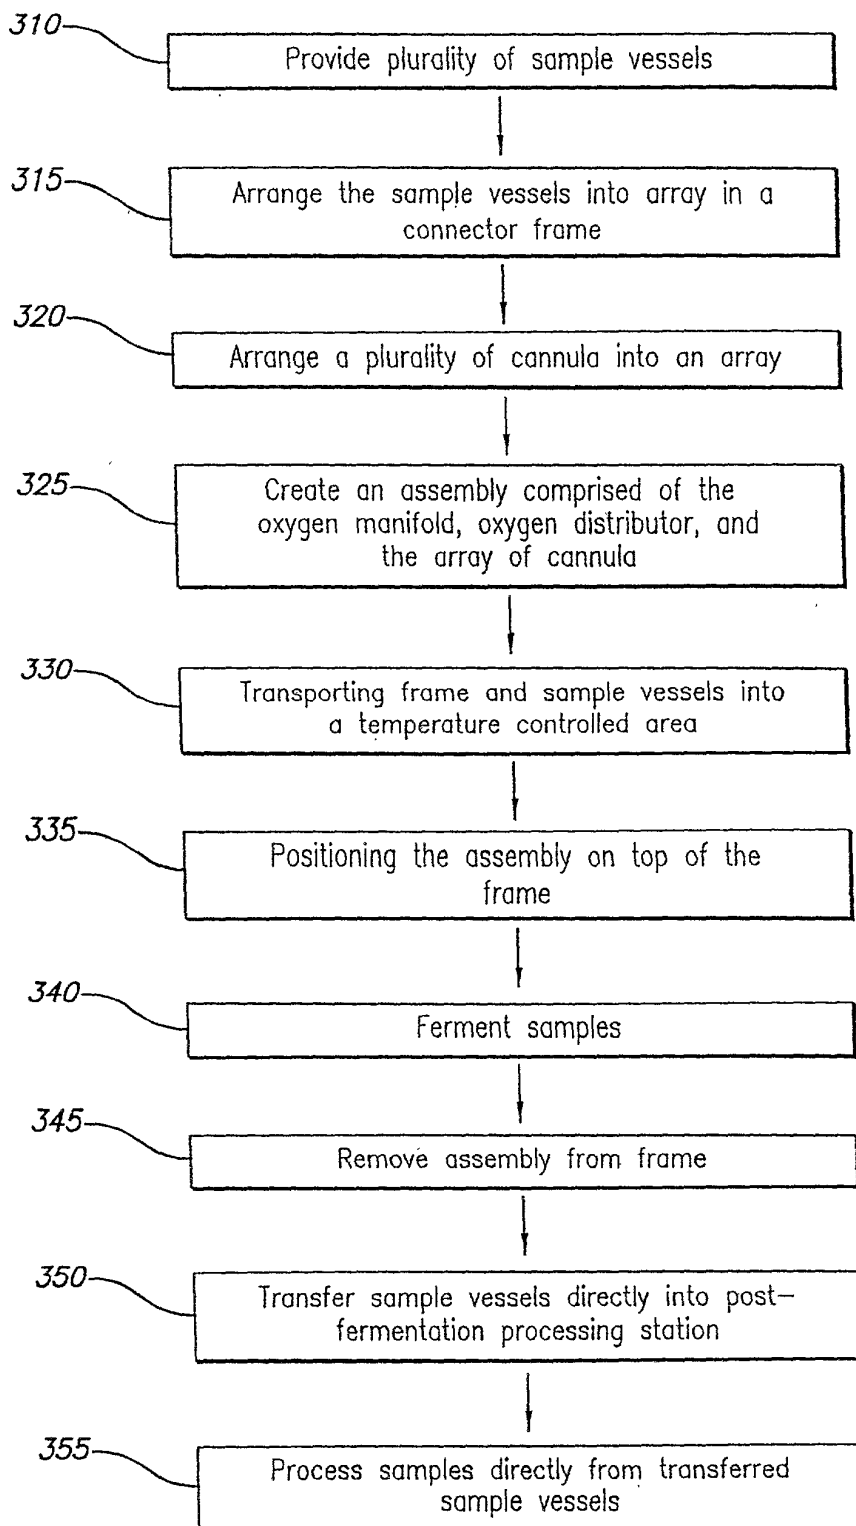 310
Provide plurality of sample vessels
315
Arrange the sample vessels into array in a
connector frame
320
Arrange a plurality of cannula into an array
325
Create an assembly comprised of the
oxygen manifold, oxygen distributor, and
the array of cannula
330
Transporting frame and sample vessels into
a temperature controlled area
335
Positioning the assembly on top of the
frame
340
Ferment samples
345
Remove assembly from frame
350
Transfer sample vessels directly into post-
fermentation processing station
355
Process samples directly from transferred
sample vessels